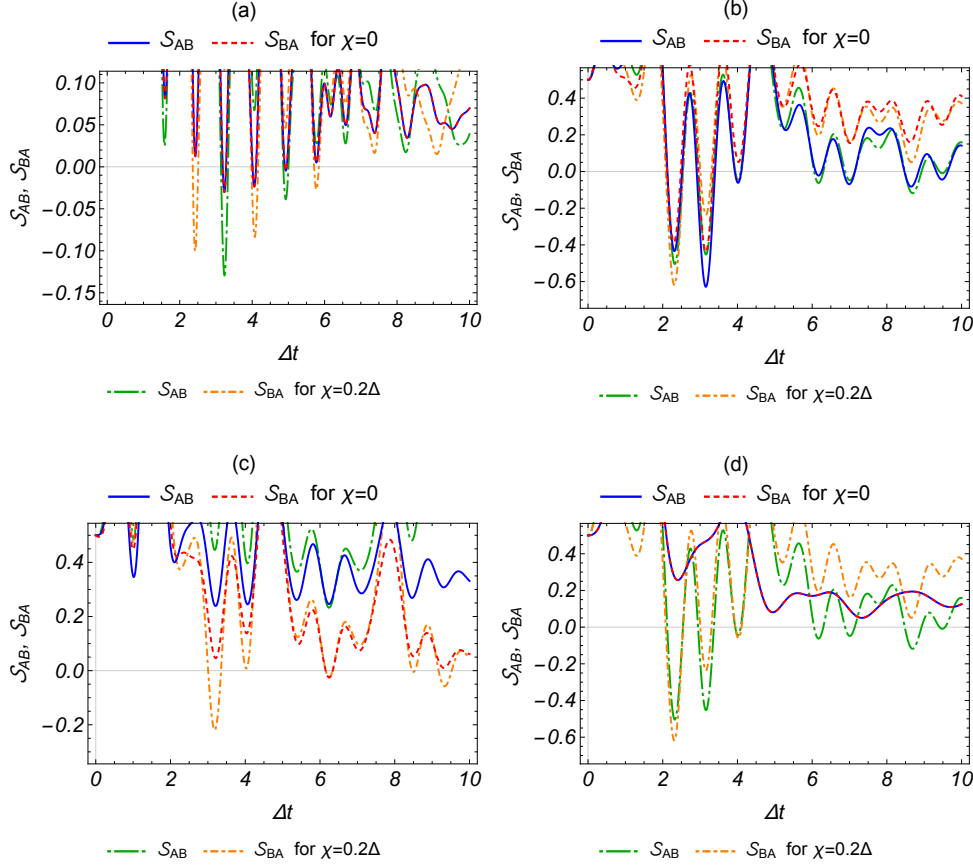 (a)
S_AB S_BA for χ=0
0.10
0.05
0.00
−0.05
−0.10
−0.15
S_AB, S_BA
0 2 4 6 8 10
Δt
S_AB S_BA for χ=0.2Δ
(b)
S_AB S_BA for χ=0
0.4
0.2
0.0
−0.2
−0.4
−0.6
S_AB, S_BA
0 2 4 6 8 10
Δt
S_AB S_BA for χ=0.2Δ
(c)
S_AB S_BA for χ=0
0.4
0.2
0.0
−0.2
S_AB, S_BA
0 2 4 6 8 10
Δt
S_AB S_BA for χ=0.2Δ
(d)
S_AB S_BA for χ=0
0.4
0.2
0.0
−0.2
−0.4
−0.6
S_AB, S_BA
0 2 4 6 8 10
Δt
S_AB S_BA for χ=0.2Δ